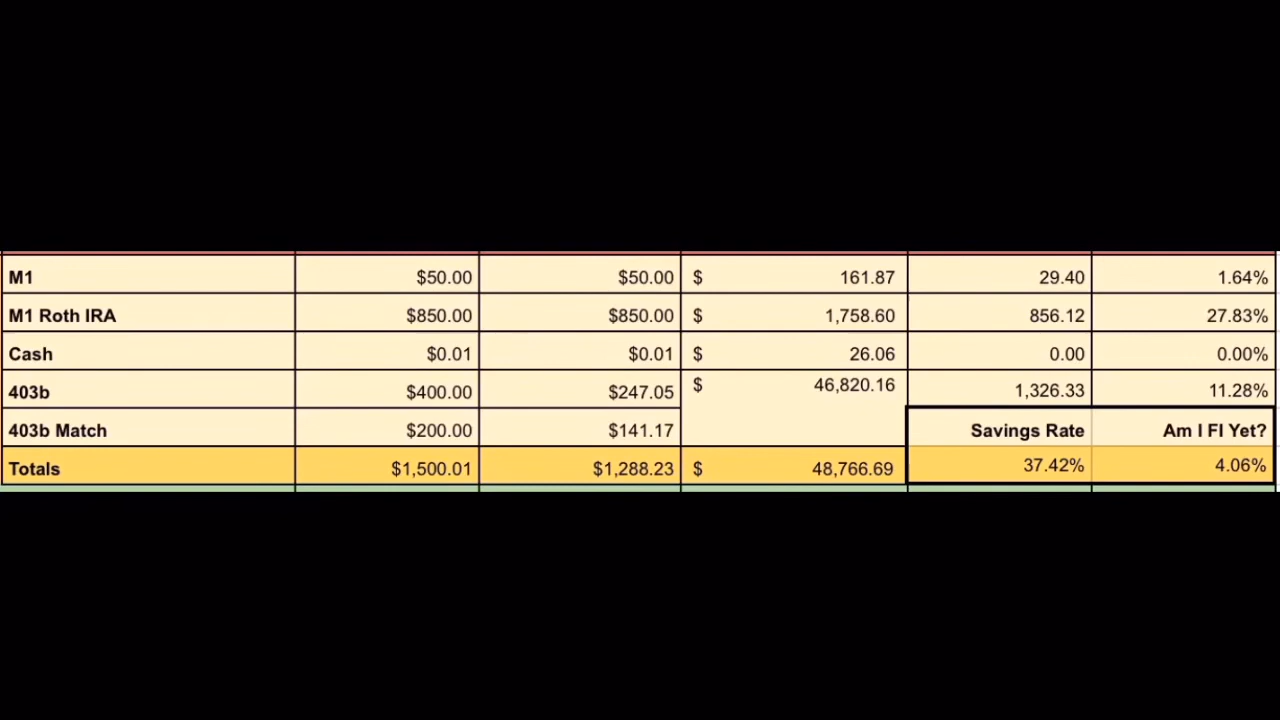 M1 $50.00 $50.00 $ 161.87 29.40 1.64%
M1 Roth IRA $850.00 $850.00 $ 1,758.60 856.12 27.83%
Cash $0.01 $0.01 $ 26.06 0.00 0.00%
403b $400.00 $247.05 $ 46,820.16 1,326.33 11.28%
403b Match $200.00 $141.17 Savings Rate Am I FI Yet?
Totals $1,500.01 $1,288.23 $ 48,766.69 37.42% 4.06%